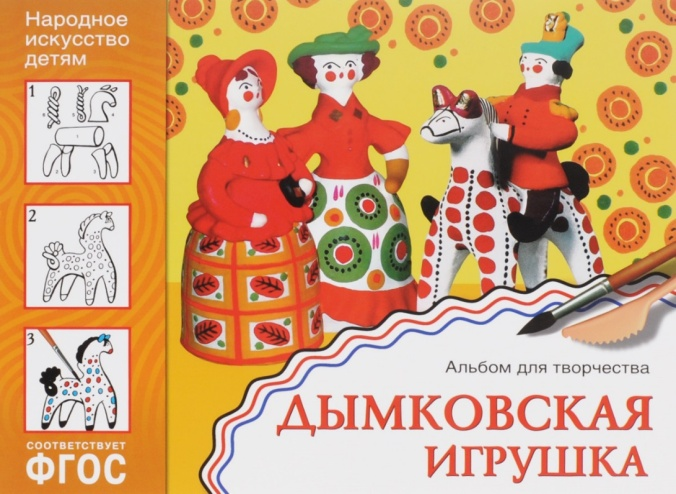 Народное
искусство
детям
1
2
3
СООТВЕТСТВУЕТ
ФГОС
Альбом для творчества
ДЫМКОВСКАЯ
ИГРУШКА